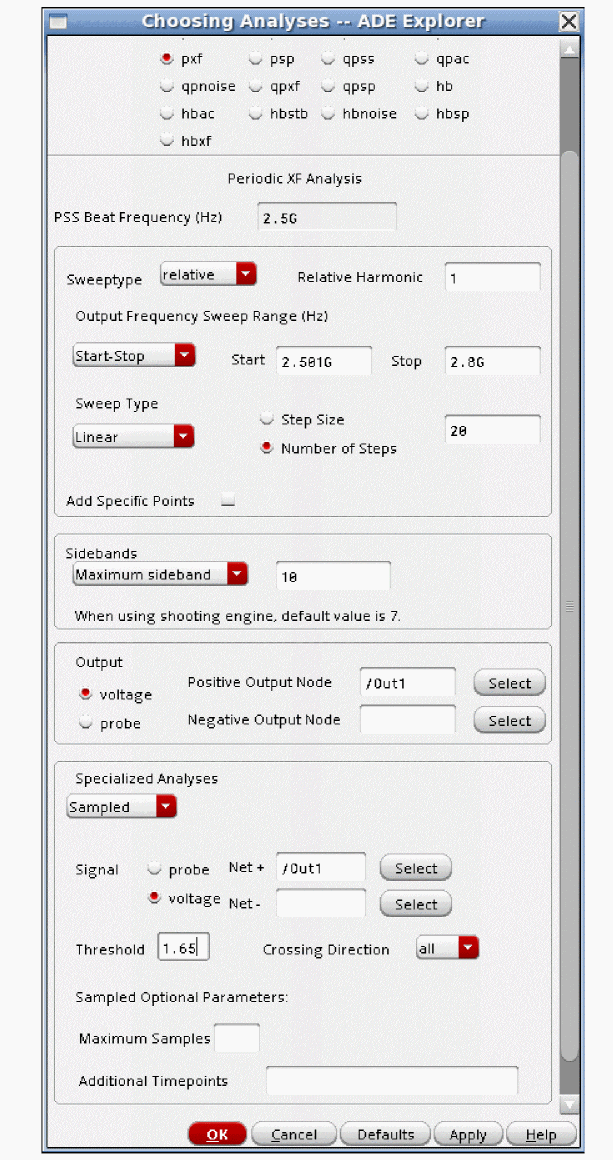 Choosing Analyses -- ADE Explorer
pxf psp qpss qpac
qpnoise qpxf qpsp hb
hbac hbstb hbnoise hbsp
hbxf
Periodic XF Analysis
PSS Beat Frequency (Hz) 2.5G
Sweeptype relative Relative Harmonic 1
Output Frequency Sweep Range (Hz)
Start-Stop Start 2.501G Stop 2.8G
Sweep Type
Step Size
Linear 20
Number of Steps
Add Specific Points
Sidebands
Maximum sideband 10
When using shooting engine, default value is 7.
Output
voltage Positive Output Node /Out1 Select
probe Negative Output Node Select
Specialized Analyses
Sampled
Signal probe Net + /Out1 Select
voltage Net - Select
Threshold 1.65 Crossing Direction all
Sampled Optional Parameters:
Maximum Samples
Additional Timepoints
OK Cancel Defaults Apply Help